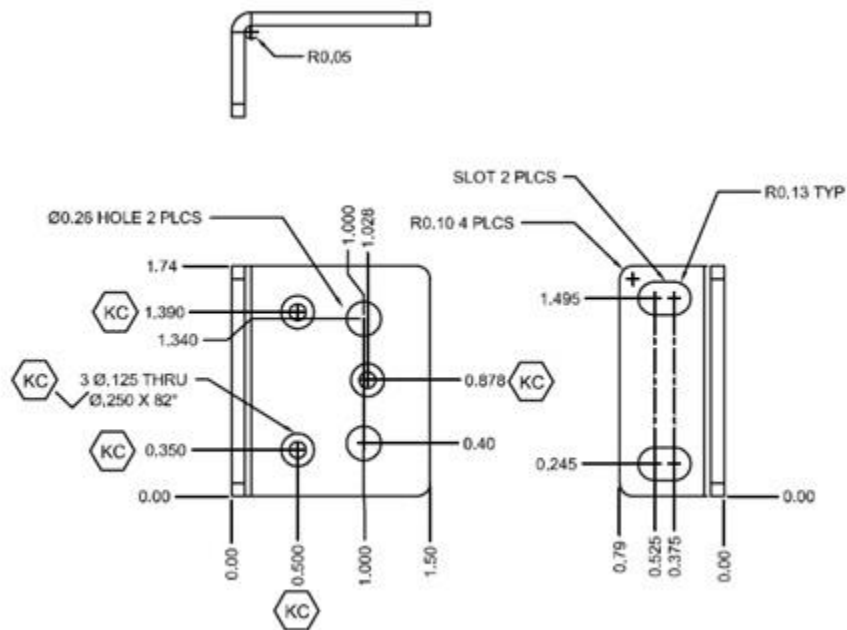 R0.05
SLOT 2 PLCS
R0.13 TYP
Ø0.26 HOLE 2 PLCS
1.000
1.028
R0.10 4 PLCS
1.74
KC 1.390
1.340
1.495
KC 3 Ø.125 THRU
Ø.250 X 82°
0.878 KC
KC 0.350
0.40
0.245
0.00
0.00
0.00
0.500
1.000
1.50
0.79
0.525
0.375
0.00
KC